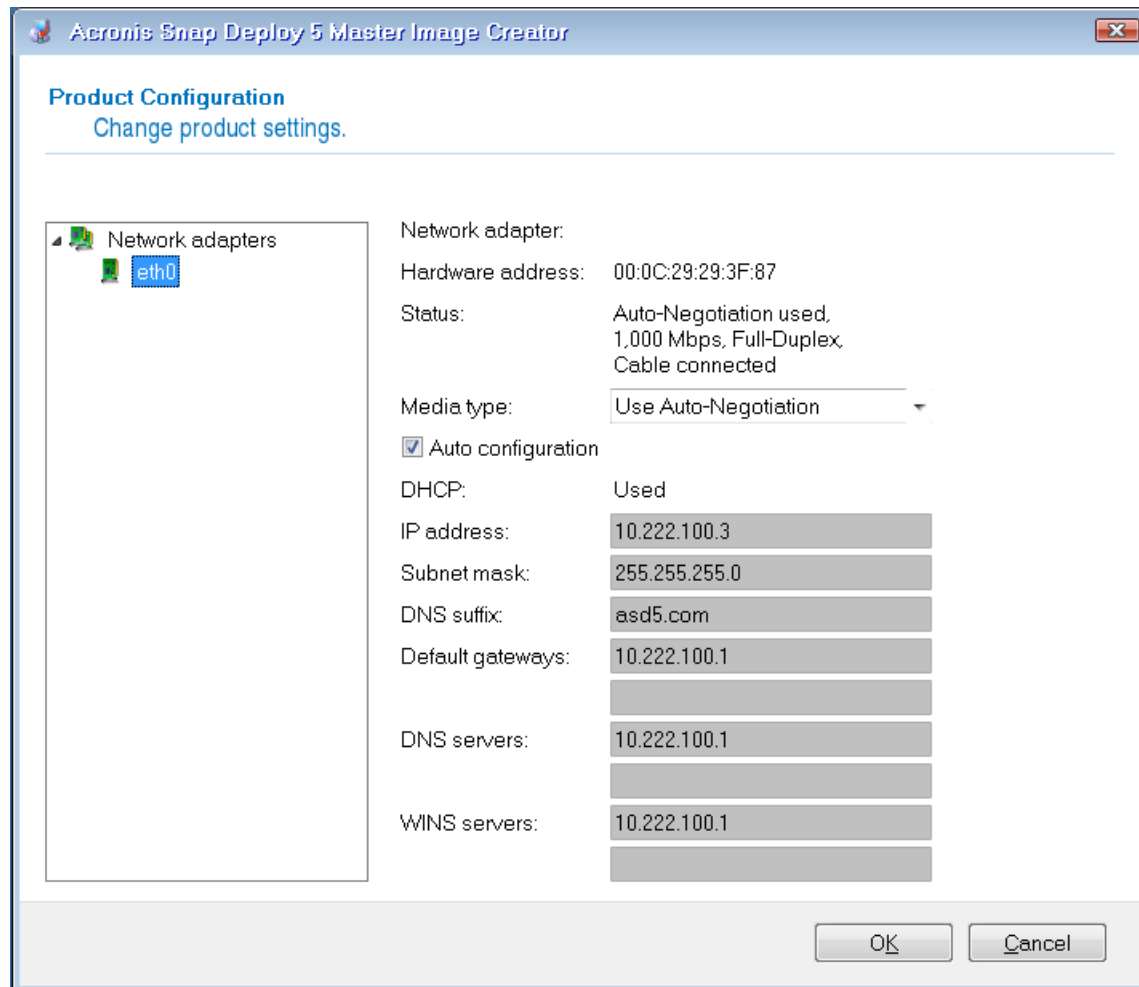 Acronis Snap Deploy 5 Master Image Creator
Product Configuration
Change product settings.
Network adapters
eth0
Network adapter:
Hardware address: 00:0C:29:29:3F:87
Status: Auto-Negotiation used,
1,000 Mbps, Full-Duplex,
Cable connected
Media type: Use Auto-Negotiation
Auto configuration
DHCP: Used
IP address: 10.222.100.3
Subnet mask: 255.255.255.0
DNS suffix: asd5.com
Default gateways: 10.222.100.1
DNS servers: 10.222.100.1
WINS servers: 10.222.100.1
OK Cancel